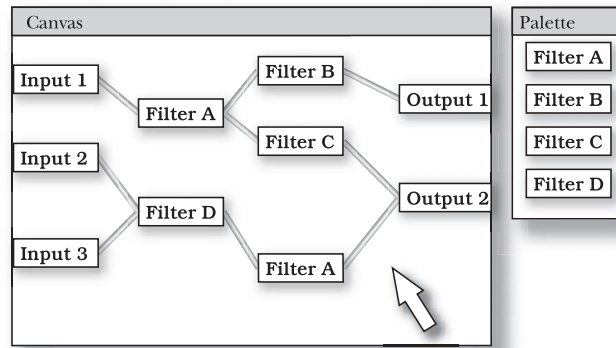 Canvas
Input 1
Filter A
Filter B
Output 1
Filter C
Input 2
Filter D
Output 2
Input 3
Filter A
Palette
Filter A
Filter B
Filter C
Filter D